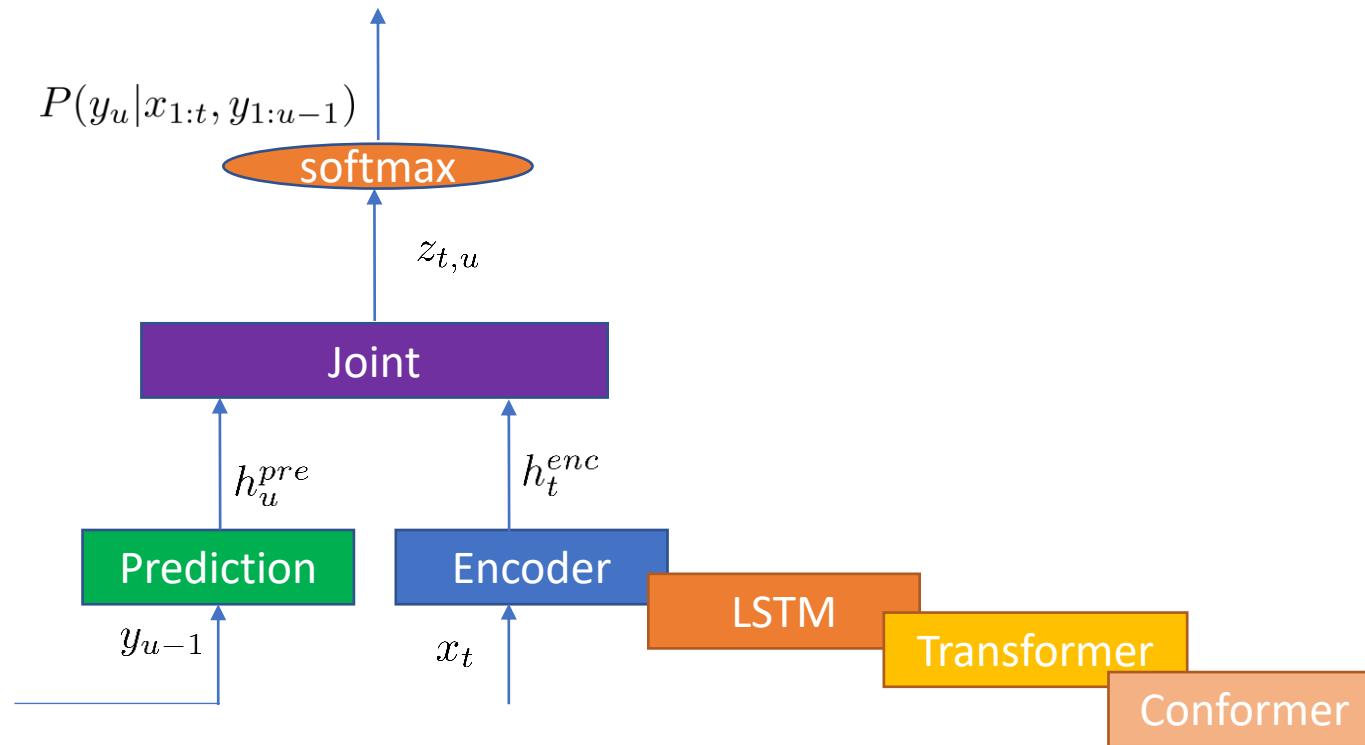 $P(y_u|x_{1:t}, y_{1:u-1})$
softmax
$z_{t,u}$
Joint
$h_u^{pre}$
$h_t^{enc}$
Prediction
Encoder
LSTM
$y_{u-1}$
$x_t$
Transformer
Conformer